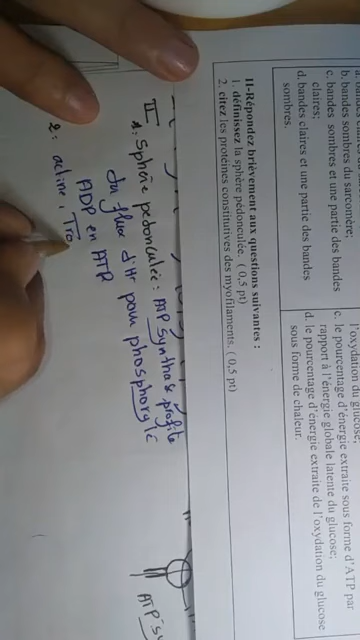 b. bandes sombres du sarcomère;
c. bandes sombres et une partie des bandes claires;
d. bandes claires et une partie des bandes sombres.
l'oxydation du glucose,
c. le pourcentage d'énergie extraite sous forme d'ATP par
rapport à l'énergie globale latente du glucose;
d. le pourcentage d'énergie extraite de l'oxydation du glucose
sous forme de chaleur.
II-Répondez brièvement aux questions suivantes :
1. définissez la sphère pédonculée. ( 0,5 pt)
2. citez les protéines constitutives des myofilaments. ( 0,5 pt)
II
1: Sphère pedonculée: ATP synthase profite
du flux d'H+ pour phosphoryle
ADP en ATP
2: actine, Tro